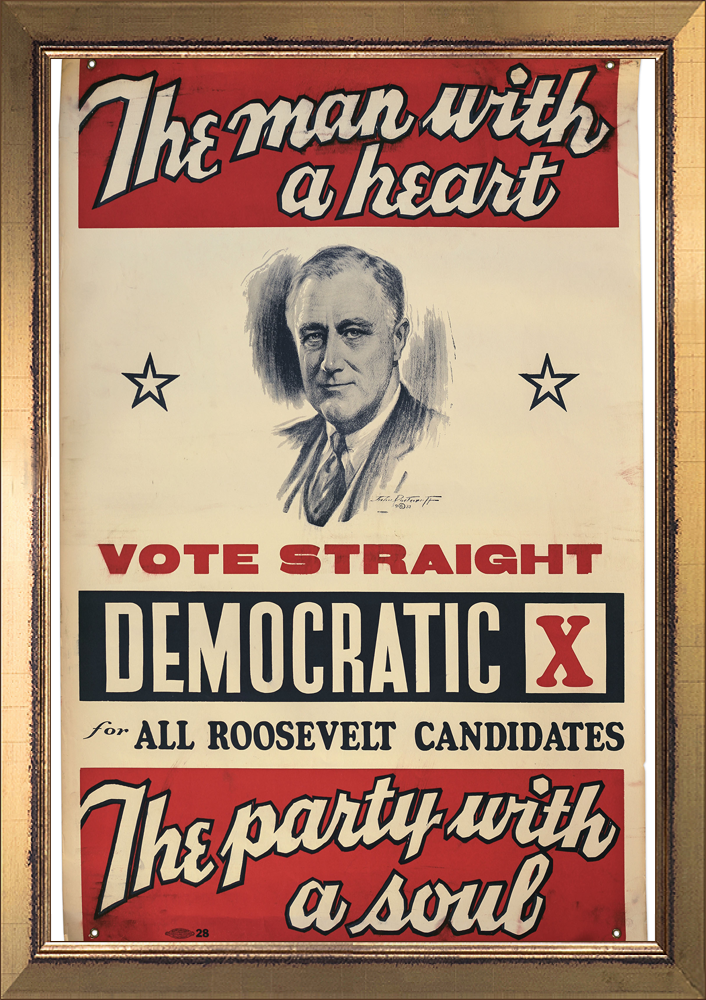 The man with
a heart
VOTE STRAIGHT
DEMOCRATIC X
for ALL ROOSEVELT CANDIDATES
The party with
a soul
28